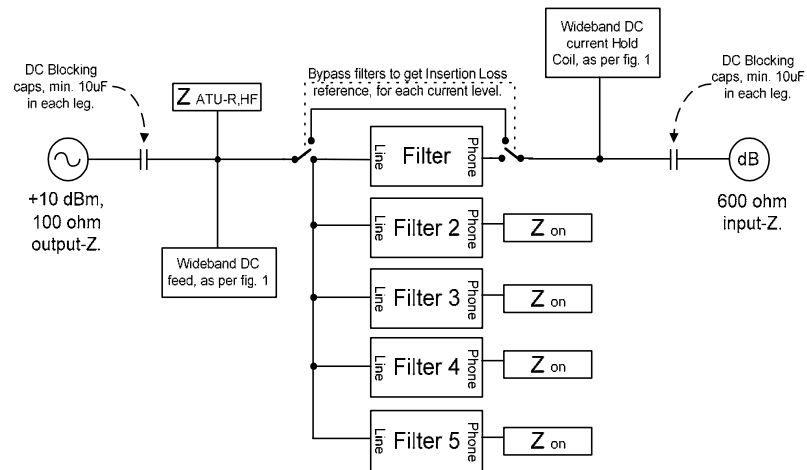 Wideband DC
current Hold
Coil, as per fig. 1
DC Blocking
caps, min. 10uF
in each leg.
Bypass filters to get Insertion Loss
reference, for each current level.
DC Blocking
caps, min. 10uF
in each leg.
Z ATU-R,HF
Line
Filter
Phone
dB
+10 dBm,
100 ohm
output-Z.
600 ohm
input-Z.
Wideband DC
feed, as per fig. 1
Line
Filter 2
Phone
Z on
Line
Filter 3
Phone
Z on
Line
Filter 4
Phone
Z on
Line
Filter 5
Phone
Z on